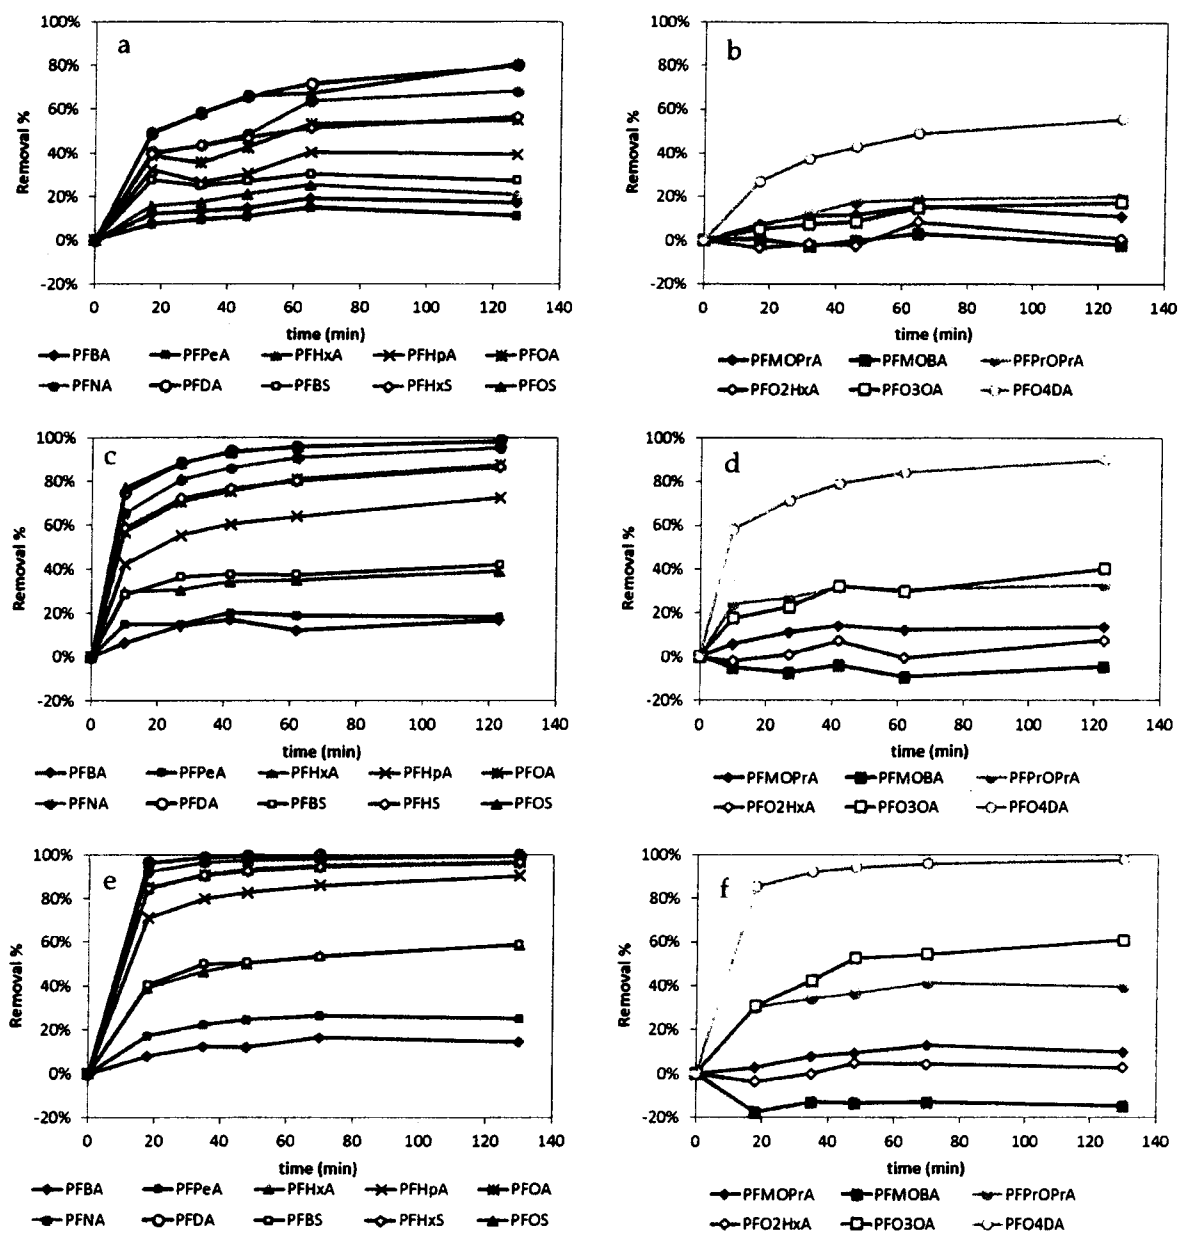 a
100%
80%
60%
40%
20%
0%
-20%
Removal %
0 20 40 60 80 100 120 140
time (min)
PFBA PFPeA PFHxA PFHpA PFOA
PFNA PFDA PFBS PFHxS PFOS
b
100%
80%
60%
40%
20%
0%
-20%
Removal %
0 20 40 60 80 100 120 140
time (min)
PFMOPrA PFMOBA PFPrOPrA
PFO2HxA PFO3OA PFO4DA
c
100%
80%
60%
40%
20%
0%
-20%
Removal %
0 20 40 60 80 100 120 140
time (min)
PFBA PFPeA PFHxA PFHpA PFOA
PFNA PFDA PFBS PFHS PFOS
d
100%
80%
60%
40%
20%
0%
-20%
Removal %
0 20 40 60 80 100 120 140
time (min)
PFMOPrA PFMOBA PFPrOPrA
PFO2HxA PFO3OA PFO4DA
e
100%
80%
60%
40%
20%
0%
-20%
Removal %
0 20 40 60 80 100 120 140
time (min)
PFBA PFPeA PFHxA PFHpA PFOA
PFNA PFDA PFBS PFHxS PFOS
f
100%
80%
60%
40%
20%
0%
-20%
Removal %
0 20 40 60 80 100 120 140
time (min)
PFMOPrA PFMOBA PFPrOPrA
PFO2HxA PFO3OA PFO4DA